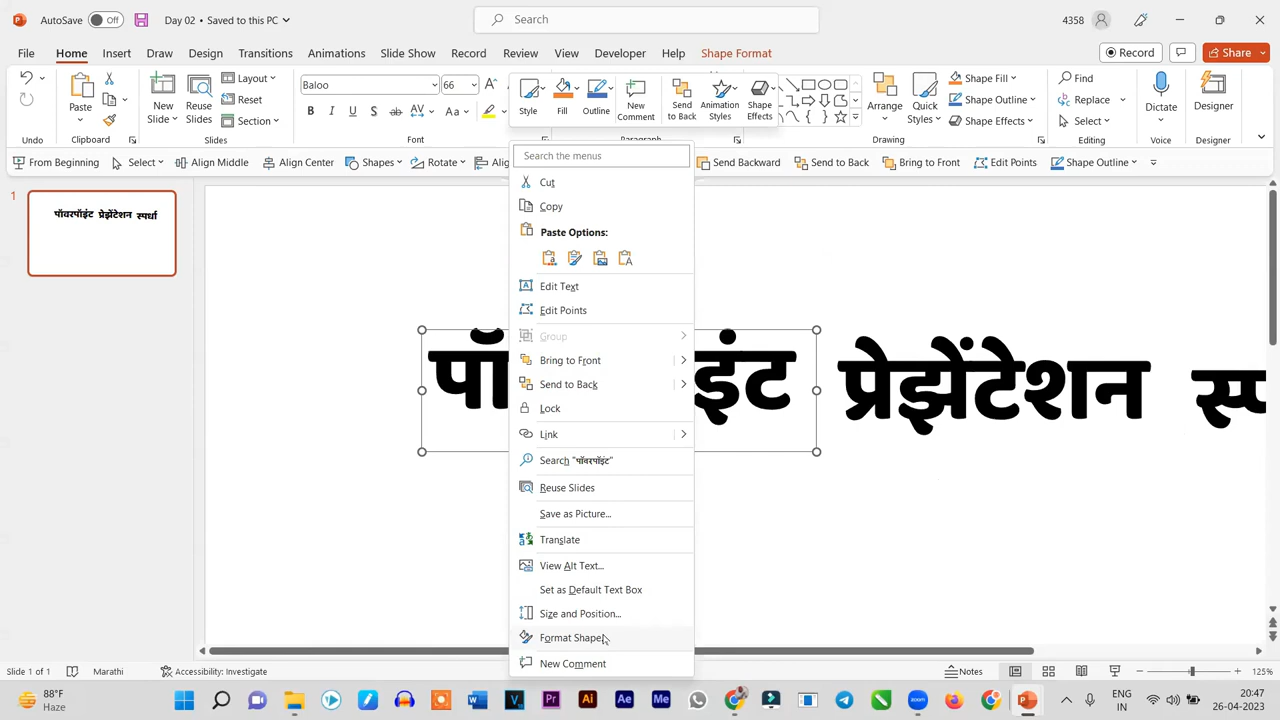 AutoSave Off Day 02 • Saved to this PC Search 4358
File Home Insert Draw Design Transitions Animations Slide Show Record Review View Developer Help Shape Format Record Share
Undo
Paste
Clipboard
New Slide
Reuse Slides
Layout
Reset
Section
Slides
Baloo 66
Font
Style
Fill
Outline
New Comment
Send to Back
Animation Styles
Shape Effects
Arrange
Quick Styles
Shape Fill
Shape Outline
Shape Effects
Drawing
Find
Replace
Select
Editing
Dictate
Voice
Designer
Designer
From Beginning Select Align Middle Align Center Shapes Rotate Send Backward Send to Back Bring to Front Edit Points Shape Outline
1
पॉवरपॉइंट प्रेझेंटेशन स्पर्धा
Search the menus
Cut
Copy
Paste Options:
Edit Text
Edit Points
Group
Bring to Front
Send to Back
Lock
Link
Search "पॉवरपॉइंट"
Reuse Slides
Save as Picture...
Translate
View Alt Text...
Set as Default Text Box
Size and Position...
Format Shape
New Comment
पॉ इंट प्रेझेंटेशन
Slide 1 of 1 Marathi Accessibility: Investigate Notes 125%
88°F
Haze
ENG
IN
20:47
26-04-2023